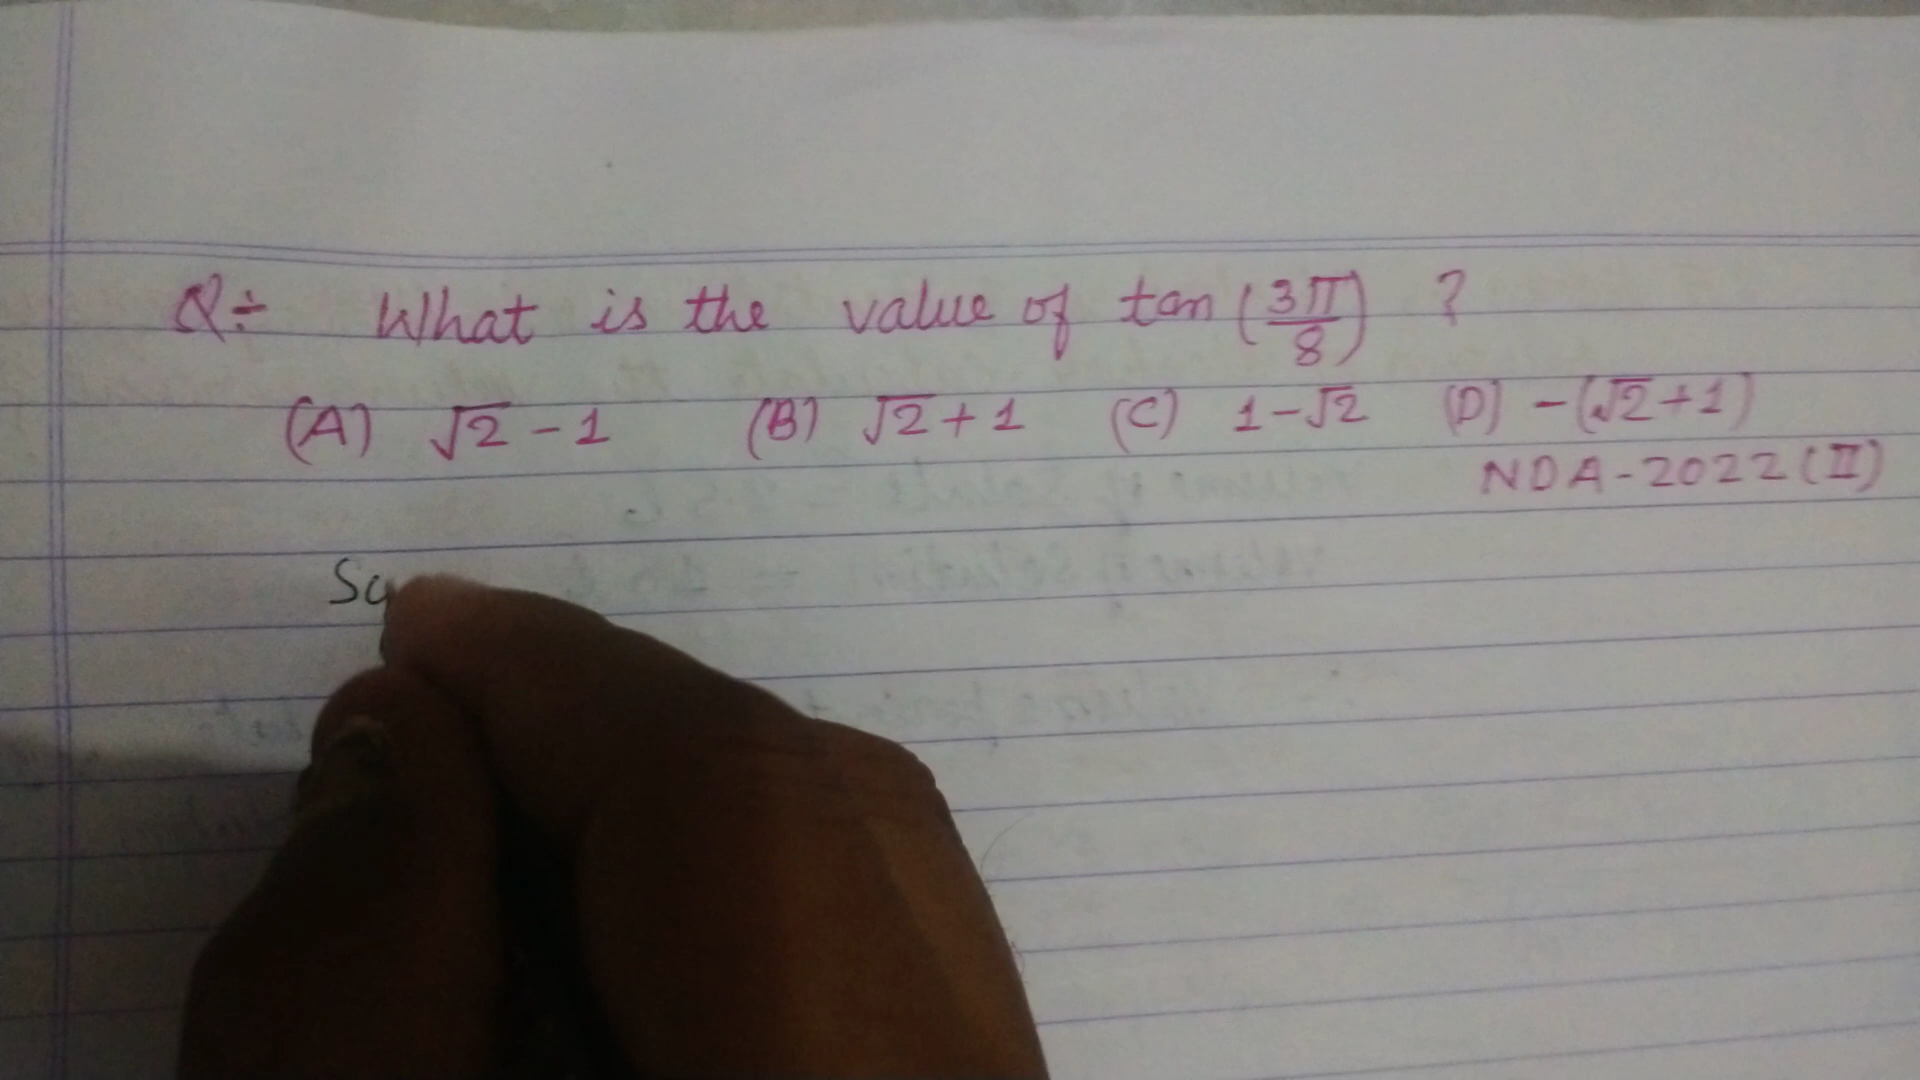 Q÷ What is the value of tan (3π/8) ?
(A) √2 - 1 (B) √2 + 1 (C) 1 - √2 (D) - (√2 + 1)
NDA - 2022 (II)